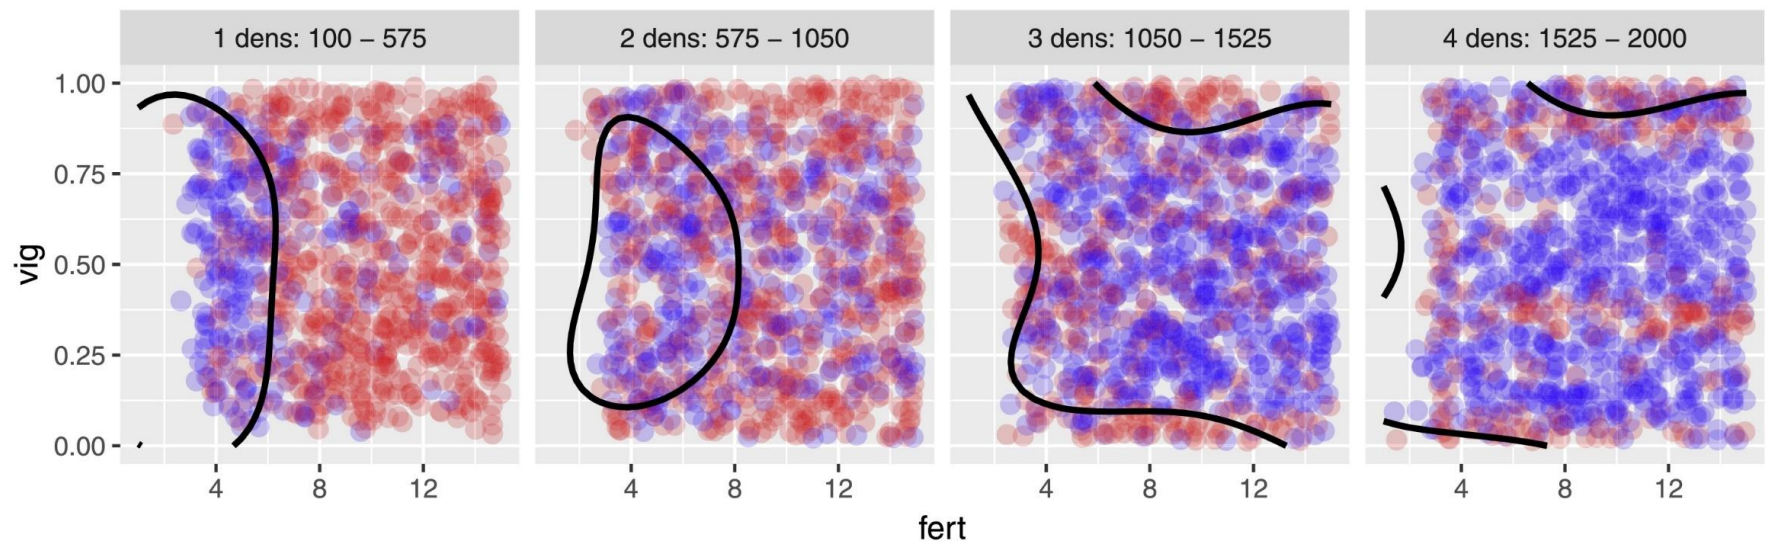 1 dens: 100 − 575
2 dens: 575 − 1050
3 dens: 1050 − 1525
4 dens: 1525 − 2000
1.00
0.75
0.50
0.25
0.00
vig
4 8 12
4 8 12
4 8 12
4 8 12
fert